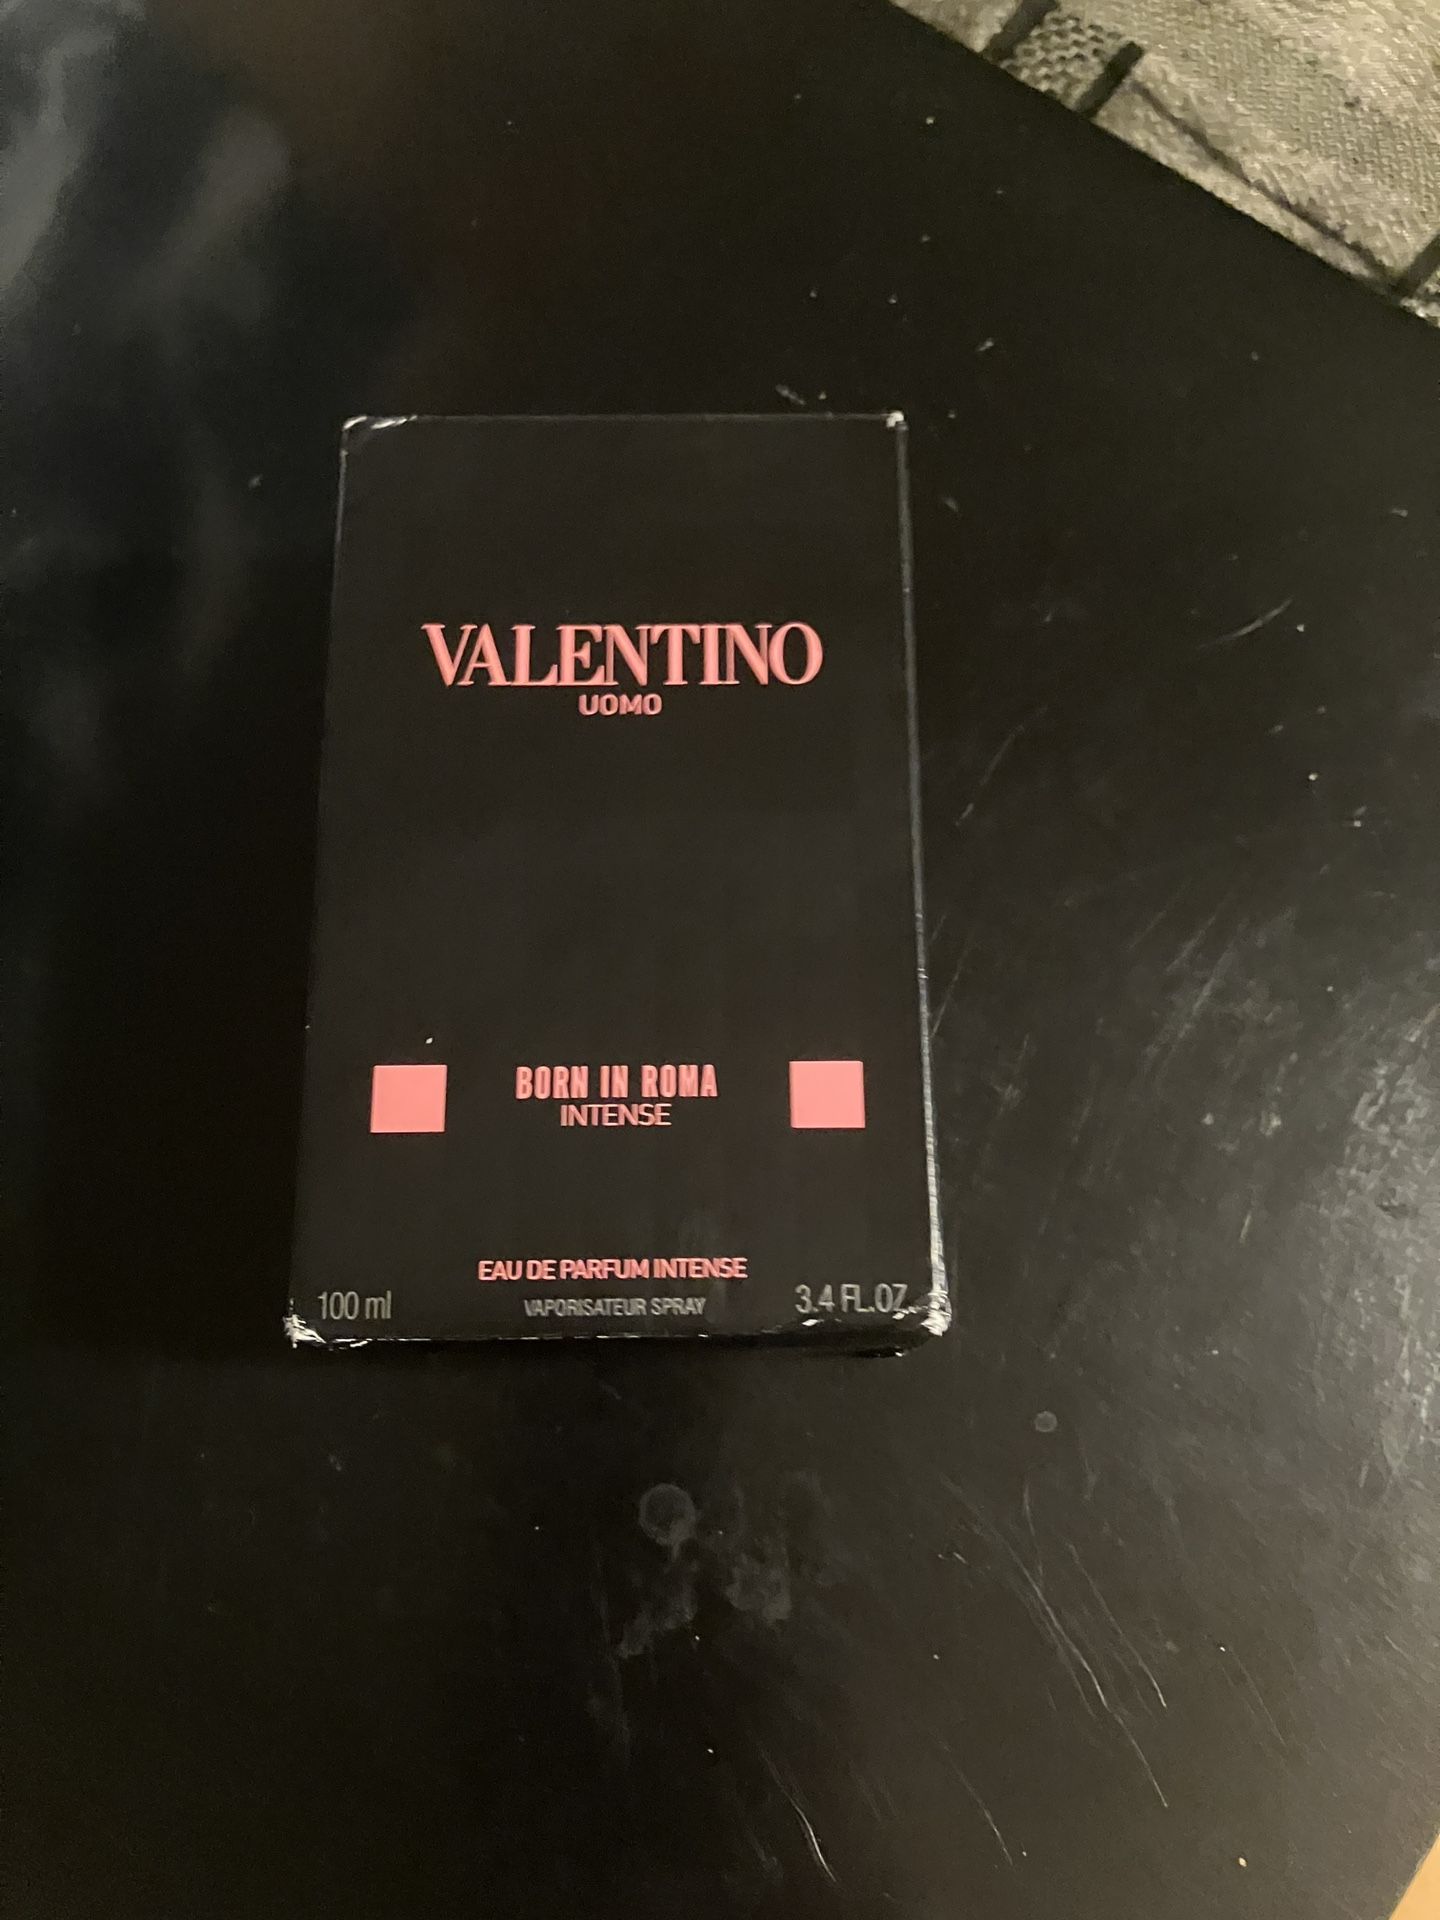 VALENTINO
UOMO
BORN IN ROMA
INTENSE
EAU DE PARFUM INTENSE
100 ml VAPORISATEUR SPRAY 3.4 FL.OZ.